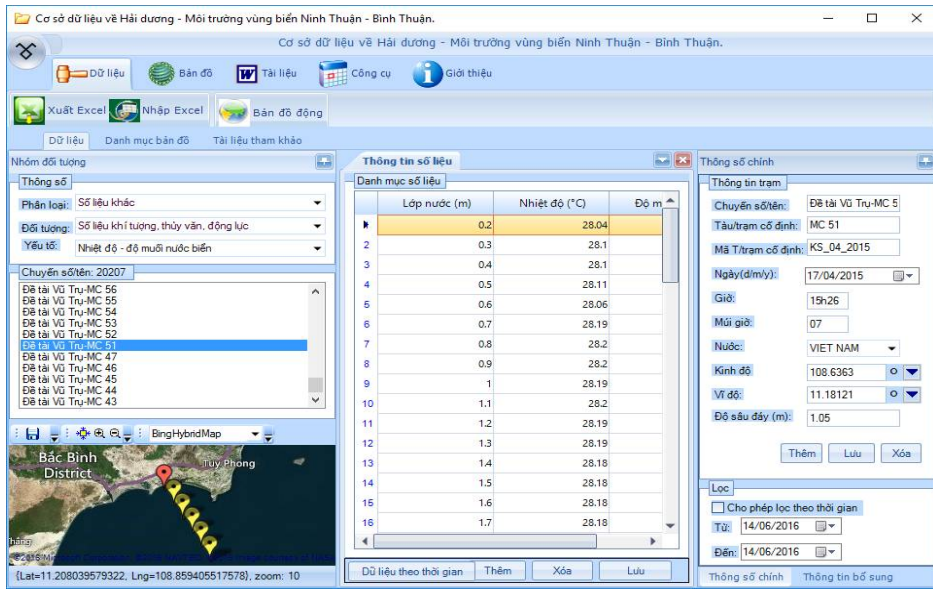 Cơ sở dữ liệu về Hải dương - Môi trường vùng biển Ninh Thuận - Bình Thuận.
Cơ sở dữ liệu về Hải dương - Môi trường vùng biển Ninh Thuận - Bình Thuận.
Dữ liệu Bản đồ Tài liệu Công cụ Giới thiệu
Xuất Excel Nhập Excel Bản đồ động
Dữ liệu Danh mục bản đồ Tài liệu tham khảo
Nhóm đối tượng
Thông số
Phân loại: Số liệu khác
Đối tượng: Số liệu khí tượng, thủy văn, động lực
Yếu tố: Nhiệt độ - độ muối nước biển
Chuyến số/tên: 20207
Đề tài Vũ Trụ-MC 56
Đề tài Vũ Trụ-MC 55
Đề tài Vũ Trụ-MC 54
Đề tài Vũ Trụ-MC 53
Đề tài Vũ Trụ-MC 52
Đề tài Vũ Trụ-MC 51
Đề tài Vũ Trụ-MC 47
Đề tài Vũ Trụ-MC 46
Đề tài Vũ Trụ-MC 45
Đề tài Vũ Trụ-MC 44
Đề tài Vũ Trụ-MC 43
BingHybridMap
Bắc Bình
District
Tuy Phong
{Lat=11.208039579322, Lng=108.859405517578}, zoom: 10
Thông tin số liệu
Danh mục số liệu
Lớp nước (m) Nhiệt độ (°C) Độ m
0.2 28.04
2 0.3 28.1
3 0.4 28.1
4 0.5 28.11
5 0.6 28.06
6 0.7 28.19
7 0.8 28.2
8 0.9 28.2
9 1 28.19
10 1.1 28.2
11 1.2 28.19
12 1.3 28.19
13 1.4 28.18
14 1.5 28.18
15 1.6 28.18
16 1.7 28.18
Dữ liệu theo thời gian Thêm Xóa Lưu
Thông số chính
Thông tin trạm
Chuyến số/tên: Đề tài Vũ Trụ-MC 5
Tàu/trạm cố định: MC 51
Mã T/trạm cố định: KS_04_2015
Ngày(d/m/y): 17/04/2015
Giờ: 15h26
Múi giờ: 07
Nước: VIET NAM
Kinh độ 108.6363 o
Vĩ độ: 11.18121 o
Độ sâu đáy (m): 1.05
Thêm Lưu Xóa
Lọc
Cho phép lọc theo thời gian
Từ: 14/06/2016
Đến: 14/06/2016
Thông số chính Thông tin bổ sung